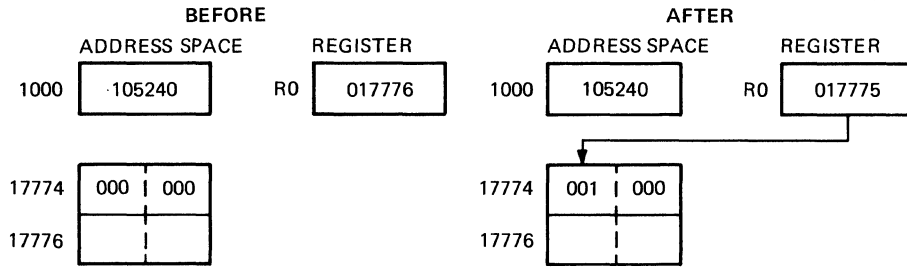 BEFORE AFTER
ADDRESS SPACE REGISTER ADDRESS SPACE REGISTER
1000 105240 R0 017776 1000 105240 R0 017775
17774 000 000 17774 001 000
17776 17776